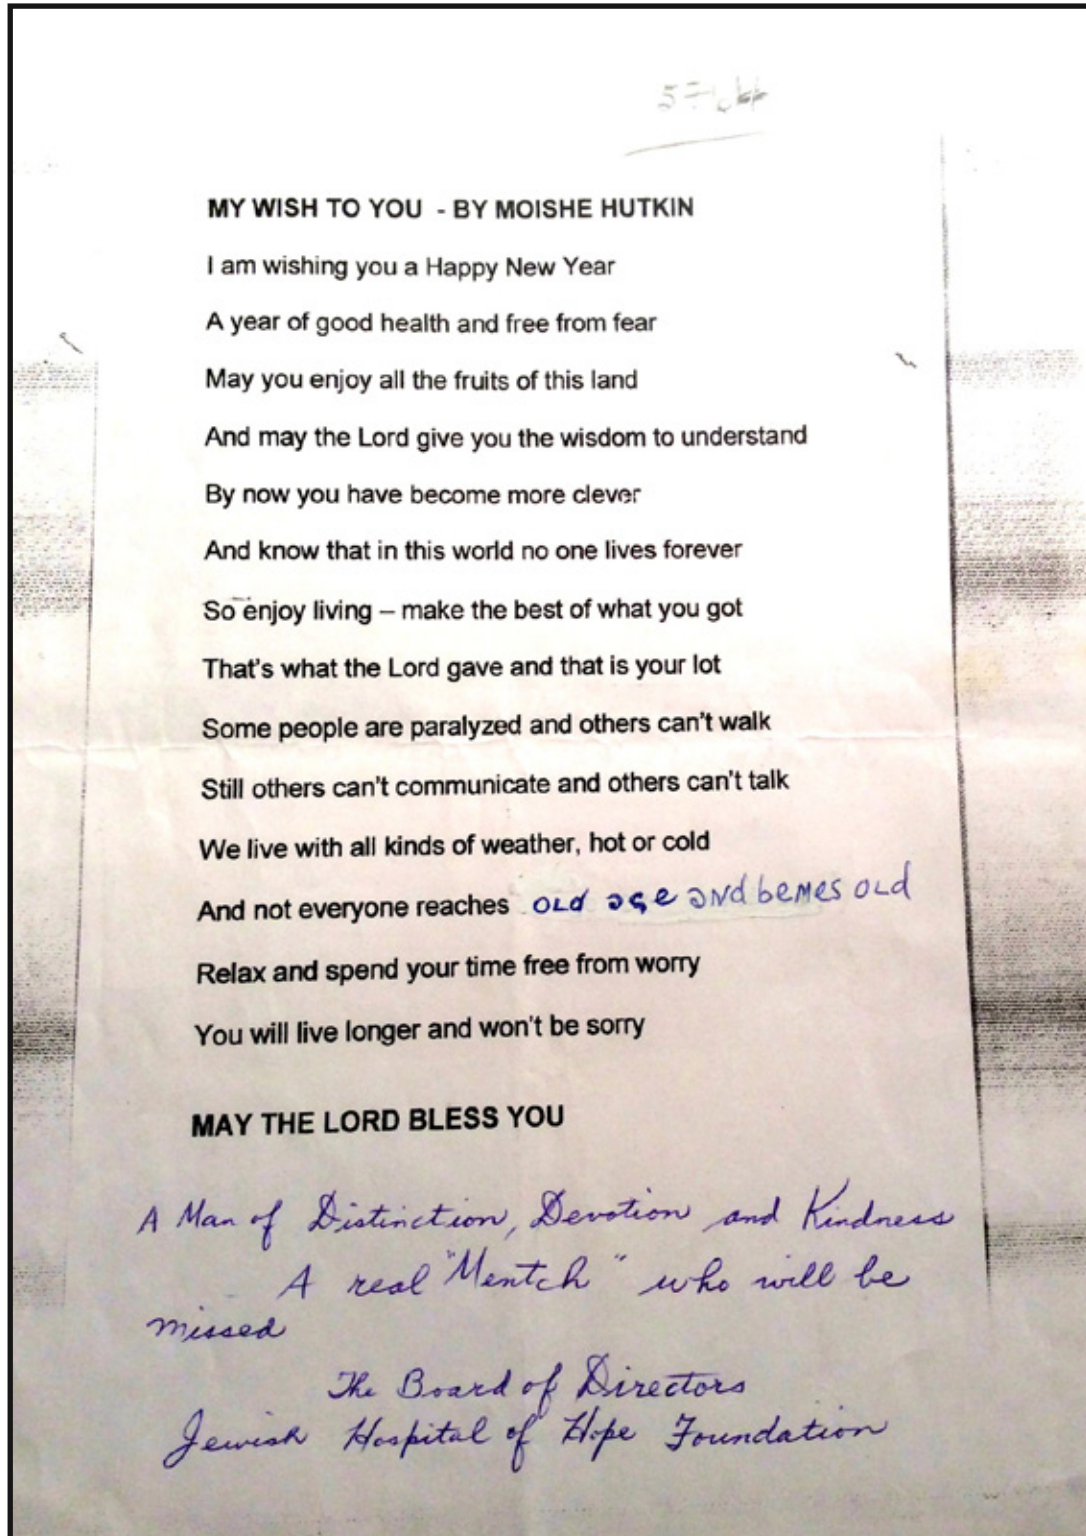 MY WISH TO YOU - BY MOISHE HUTKIN
I am wishing you a Happy New Year
A year of good health and free from fear
May you enjoy all the fruits of this land
And may the Lord give you the wisdom to understand
By now you have become more clever
And know that in this world no one lives forever
So enjoy living – make the best of what you got
That's what the Lord gave and that is your lot
Some people are paralyzed and others can't walk
Still others can't communicate and others can't talk
We live with all kinds of weather, hot or cold
And not everyone reaches OLd age and bemes OLd
Relax and spend your time free from worry
You will live longer and won't be sorry
MAY THE LORD BLESS YOU
A Man of Distinction, Devotion and Kindness
A real "Mentch" who will be
missed
The Board of Directors
Jewish Hospital of Hope Foundation